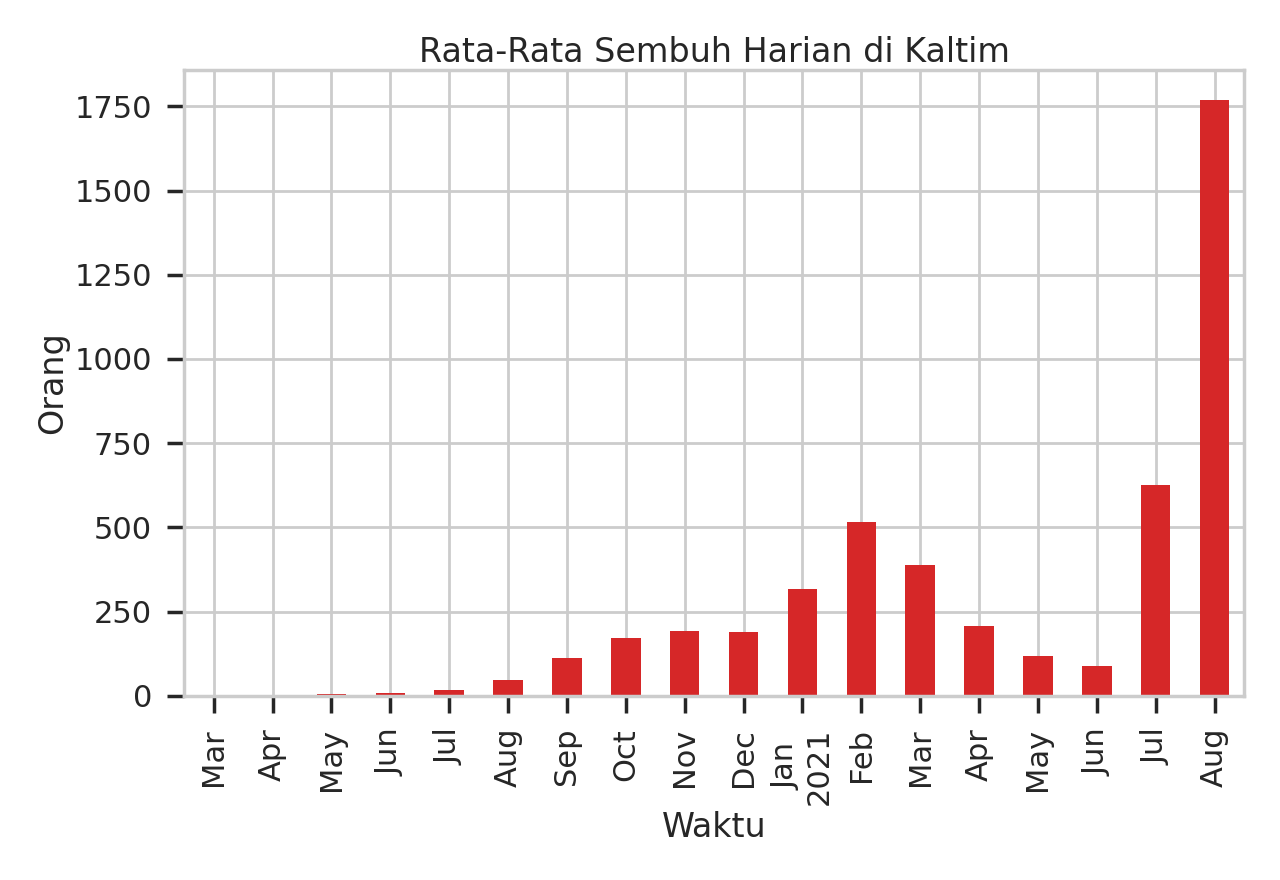 Rata-Rata Sembuh Harian di Kaltim
Orang
1750
1500
1250
1000
750
500
250
0
Mar
Apr
May
Jun
Jul
Aug
Sep
Oct
Nov
Dec
Jan
2021
Feb
Mar
Apr
May
Jun
Jul
Aug
Waktu